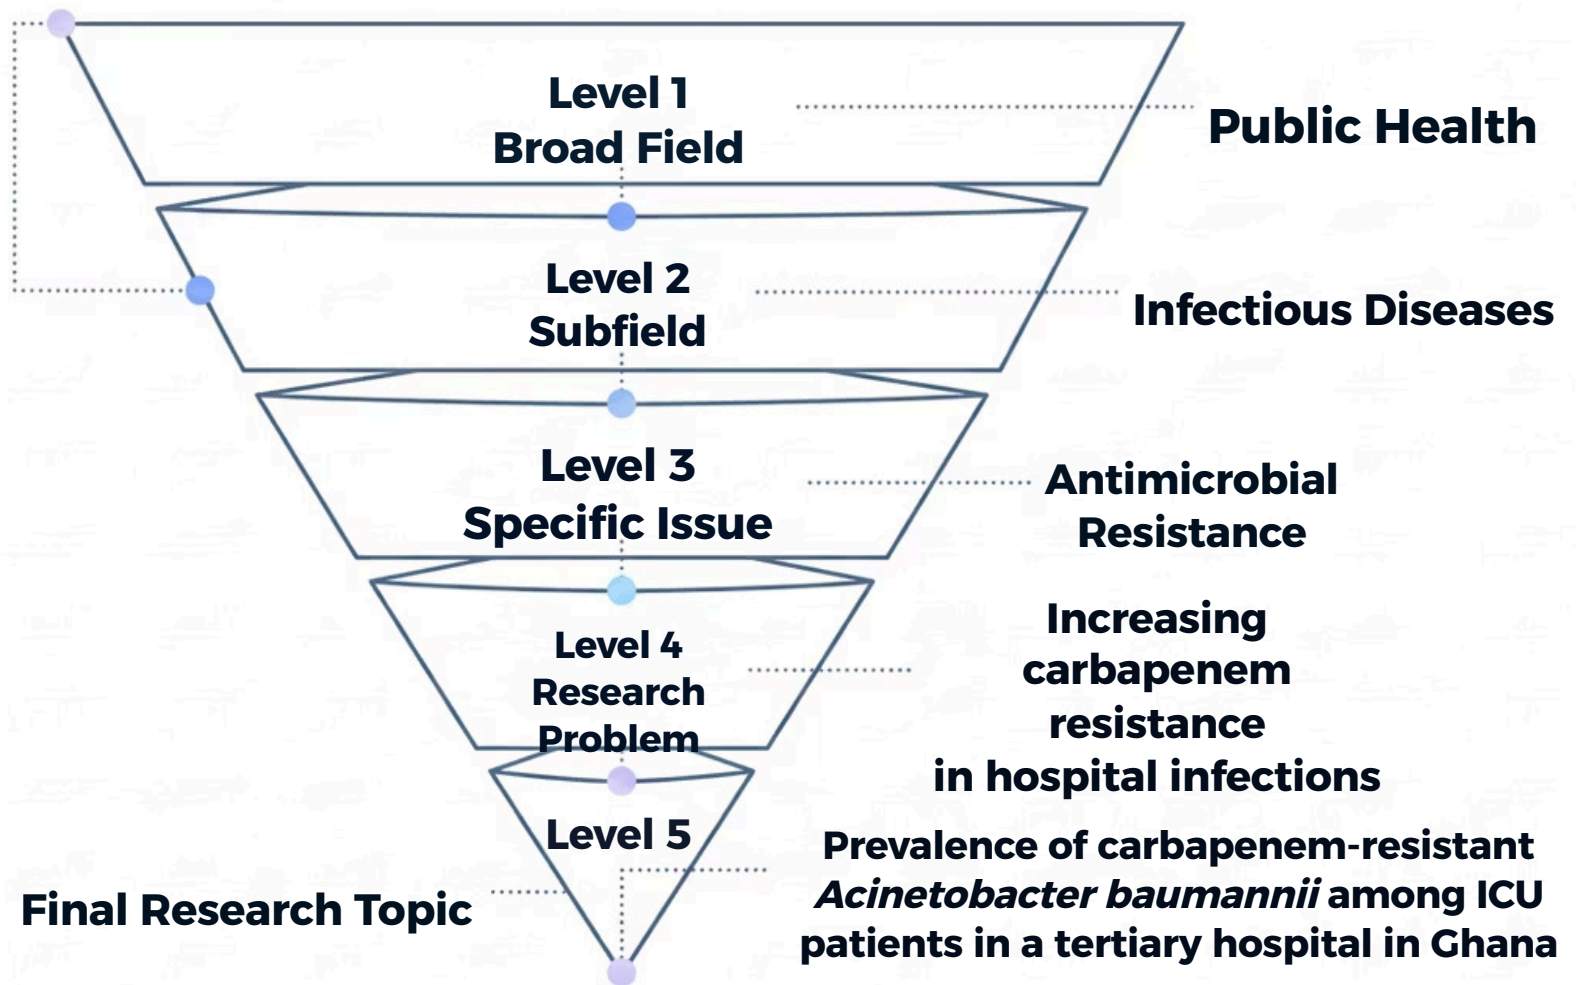 Level 1
Broad Field
Public Health
Level 2
Subfield
Infectious Diseases
Level 3
Specific Issue
Antimicrobial
Resistance
Level 4
Research
Problem
Increasing
carbapenem
resistance
in hospital infections
Level 5
Final Research Topic
Prevalence of carbapenem-resistant
Acinetobacter baumannii among ICU
patients in a tertiary hospital in Ghana